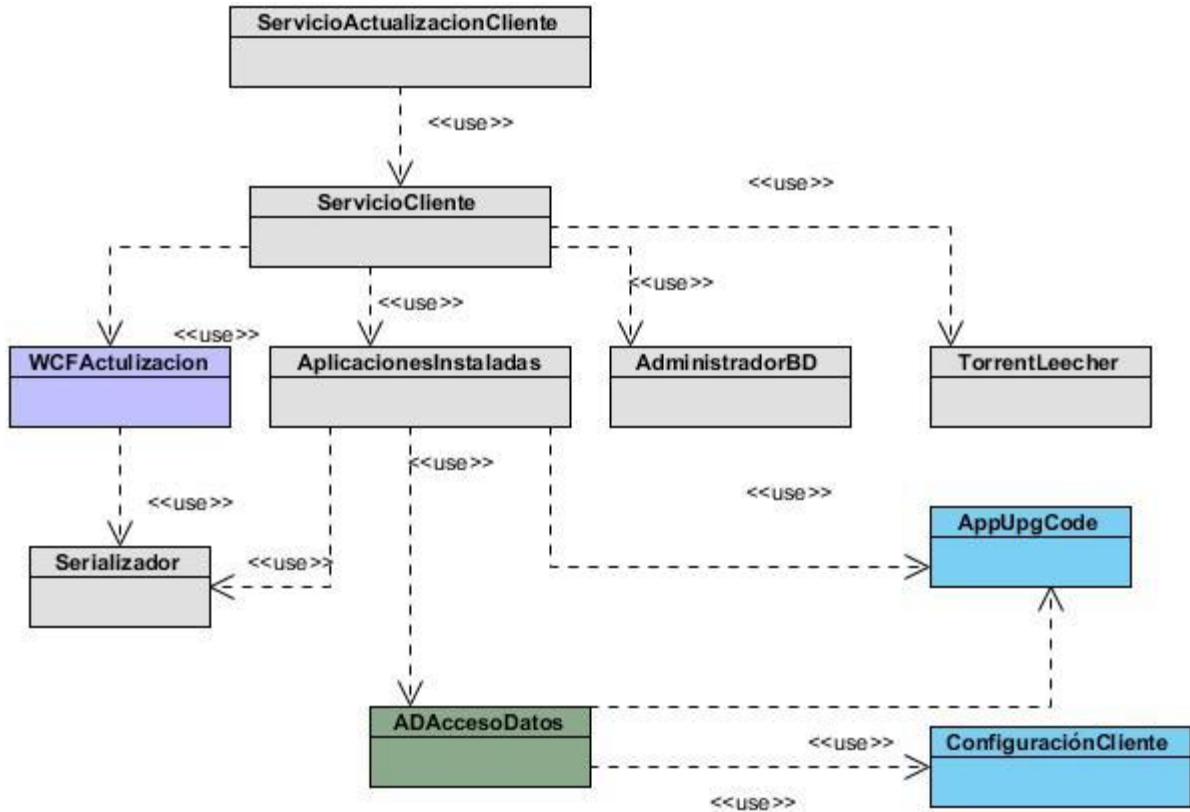 ServicioActualizacionCliente
<<use>>
ServicioCliente
<<use>>
<<use>>
<<use>>
<<use>>
WCFActulizacion
AplicacionesInstaladas
AdministradorBD
TorrentLeecher
<<use>>
<<use>>
<<use>>
AppUpgCode
Serializador
<<use>>
ADAccesoDatos
ConfiguraciónCliente
<<use>>
<<use>>